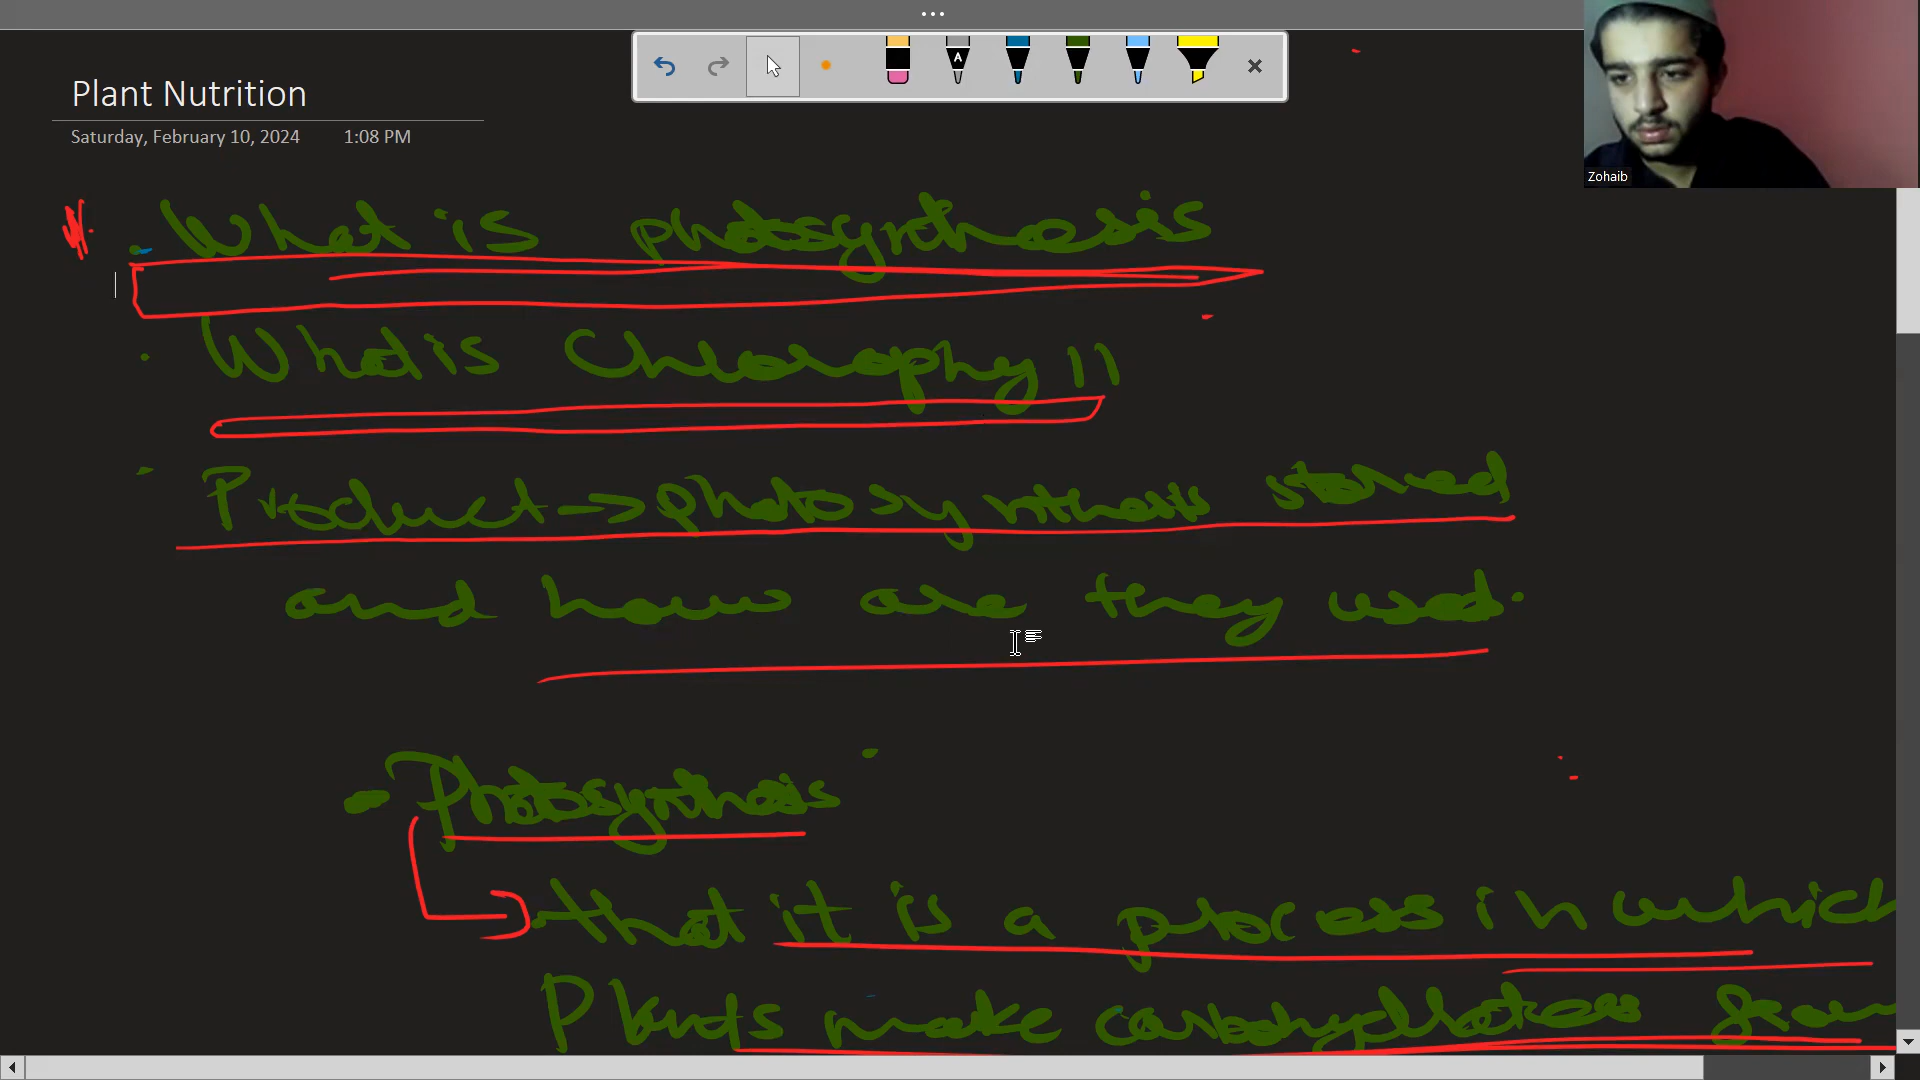 Plant Nutrition
Saturday, February 10, 2024 1:08 PM
A
Zohaib
What is photosynthesis
What is Chlorophyll
Product → photosynthesis stored
and how are they used.
- Photosynthesis
that it is a process in which
Plants make carbohydrates from